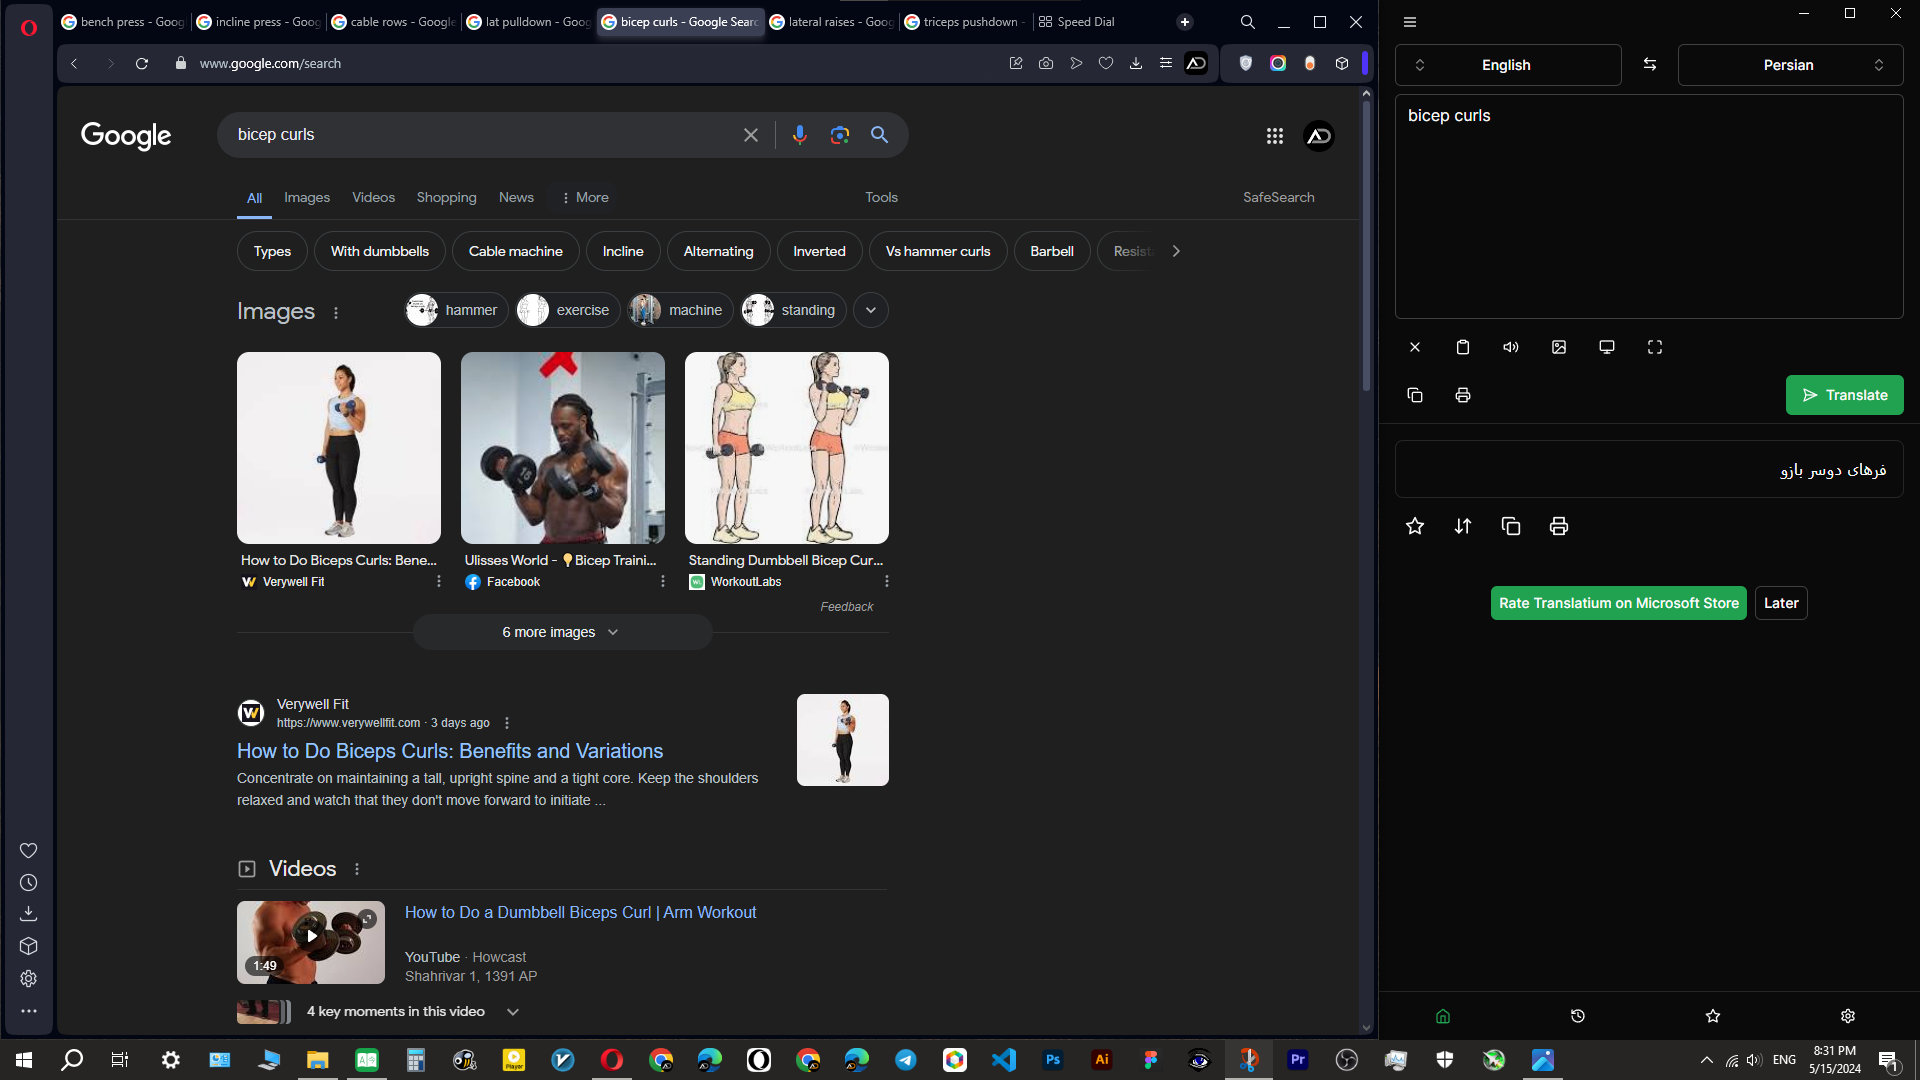 bench press - Goog
incline press - Goog
cable rows - Google
lat pulldown - Goog
bicep curls - Google Searc
lateral raises - Goog
triceps pushdown -
Speed Dial
www.google.com/search
Google
bicep curls
All
Images
Videos
Shopping
News
More
Tools
SafeSearch
Types
With dumbbells
Cable machine
Incline
Alternating
Inverted
Vs hammer curls
Barbell
Resist
Images
hammer
exercise
machine
standing
How to Do Biceps Curls: Bene...
Ulisses World - 💡Bicep Traini...
Standing Dumbbell Bicep Cur...
Verywell Fit
Facebook
WorkoutLabs
Feedback
6 more images
Verywell Fit
https://www.verywellfit.com · 3 days ago
How to Do Biceps Curls: Benefits and Variations
Concentrate on maintaining a tall, upright spine and a tight core. Keep the shoulders
relaxed and watch that they don't move forward to initiate ...
Videos
1:49
How to Do a Dumbbell Biceps Curl | Arm Workout
YouTube · Howcast
Shahrivar 1, 1391 AP
4 key moments in this video
English
Persian
bicep curls
Translate
فرهای دوسر بازو
Rate Translatium on Microsoft Store
Later
ENG
8:31 PM
5/15/2024